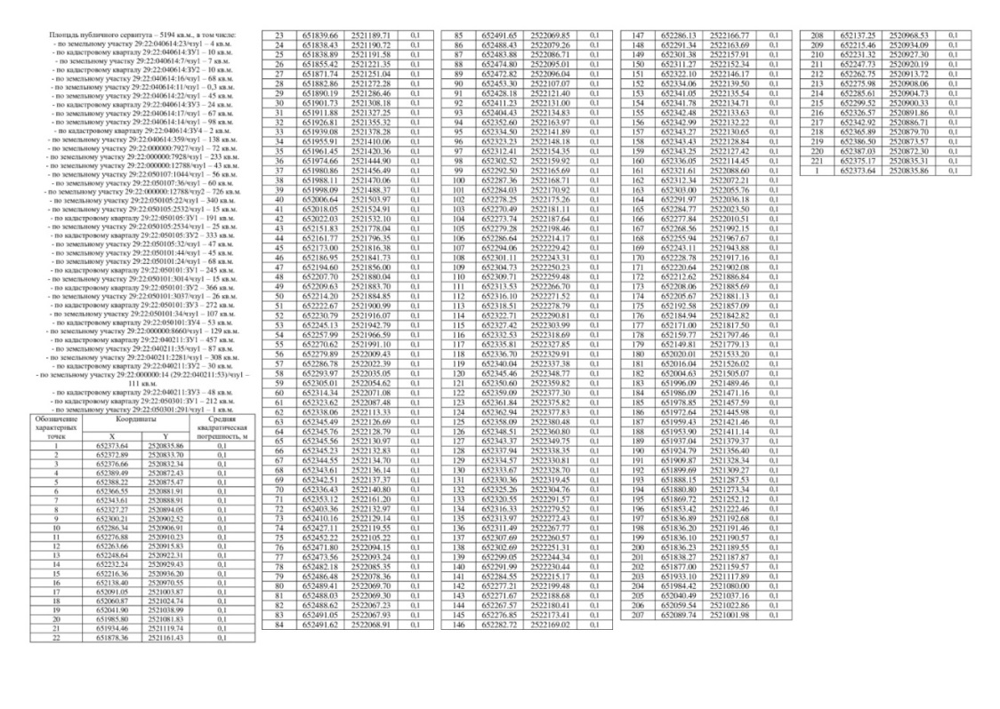 Площадь публичного сервитута – 5194 кв.м., в том числе:
- по земельному участку 29:22:040614:23/чзу1 – 4 кв.м.
- по кадастровому кварталу 29:22:040614:ЗУ1 – 10 кв.м.
- по земельному участку 29:22:040614:7/чзу1 – 7 кв.м.
- по кадастровому кварталу 29:22:040614:ЗУ2 – 10 кв.м.
- по земельному участку 29:22:040614:16/чзу1 – 68 кв.м.
- по земельному участку 29:22:040614:11/чзу1 – 0,3 кв.м.
- по земельному участку 29:22:040614:22/чзу1 – 45 кв.м.
- по кадастровому кварталу 29:22:040614:ЗУ3 – 24 кв.м.
- по земельному участку 29:22:040614:17/чзу1 – 67 кв.м.
- по земельному участку 29:22:040614:14/чзу1 – 98 кв.м.
- по кадастровому кварталу 29:22:040614:ЗУ4 – 2 кв.м.
- по земельному участку 29:22:040614:359/чзу1 – 138 кв.м.
- по земельному участку 29:22:000000:7927/чзу1 – 72 кв.м.
- по земельному участку 29:22:000000:7928/чзу1 – 233 кв.м.
- по земельному участку 29:22:000000:12788/чзу1 – 43 кв.м.
- по земельному участку 29:22:050107:1044/чзу1 – 56 кв.м.
- по земельному участку 29:22:050107:36/чзу1 – 60 кв.м.
- по земельному участку 29:22:000000:12788/чзу2 – 726 кв.м.
- по земельному участку 29:22:050105:22/чзу1 – 340 кв.м.
- по земельному участку 29:22:050105:2532/чзу1 – 15 кв.м.
- по кадастровому кварталу 29:22:050105:ЗУ1 – 191 кв.м.
- по земельному участку 29:22:050105:2534/чзу1 – 25 кв.м.
- по кадастровому кварталу 29:22:050105:ЗУ2 – 333 кв.м.
- по земельному участку 29:22:050105:32/чзу1 – 47 кв.м.
- по земельному участку 29:22:050101:44/чзу1 – 45 кв.м.
- по земельному участку 29:22:050101:24/чзу1 – 68 кв.м.
- по кадастровому кварталу 29:22:050101:ЗУ1 – 245 кв.м.
- по земельному участку 29:22:050101:3014/чзу1 – 15 кв.м.
- по кадастровому кварталу 29:22:050101:ЗУ2 – 366 кв.м.
- по земельному участку 29:22:050101:3037/чзу1 – 26 кв.м.
- по кадастровому кварталу 29:22:050101:ЗУ3 – 272 кв.м.
- по земельному участку 29:22:050101:34/чзу1 – 107 кв.м.
- по кадастровому кварталу 29:22:050101:ЗУ4 – 53 кв.м.
- по земельному участку 29:22:000000:8660/чзу1 – 129 кв.м.
- по кадастровому кварталу 29:22:040211:ЗУ1 – 457 кв.м.
- по земельному участку 29:22:040211:35/чзу1 – 87 кв.м.
- по земельному участку 29:22:040211:2281/чзу1 – 308 кв.м.
- по кадастровому кварталу 29:22:040211:ЗУ2 – 30 кв.м.
- по земельному участку 29:22:000000:14 (29:22:040211:53)/чзу1 –
111 кв.м.
- по кадастровому кварталу 29:22:040211:ЗУ3 – 48 кв.м.
- по кадастровому кварталу 29:22:050301:ЗУ1 – 212 кв.м.
- по земельному участку 29:22:050301:291/чзу1 – 1 кв.м.
Обозначение Координаты Средняя
характерных квадратическая
точек X Y погрешность, м
1 652373.64 2520835.86 0,1
2 652372.89 2520833.70 0,1
3 652376.66 2520832.34 0,1
4 652389.49 2520872.43 0,1
5 652388.22 2520875.47 0,1
6 652366.55 2520881.91 0,1
7 652343.61 2520888.91 0,1
8 652327.27 2520894.05 0,1
9 652300.21 2520902.52 0,1
10 652286.34 2520906.91 0,1
11 652276.88 2520910.23 0,1
12 652263.66 2520915.83 0,1
13 652248.64 2520922.31 0,1
14 652232.24 2520929.43 0,1
15 652216.36 2520936.20 0,1
16 652138.40 2520970.55 0,1
17 652091.05 2521003.87 0,1
18 652060.87 2521024.74 0,1
19 652041.90 2521038.99 0,1
20 651985.80 2521081.83 0,1
21 651934.46 2521119.74 0,1
22 651878.36 2521161.43 0,1
23 651839.66 2521189.71 0,1
24 651838.43 2521190.72 0,1
25 651838.89 2521191.58 0,1
26 651855.42 2521221.35 0,1
27 651871.74 2521251.04 0,1
28 651882.86 2521272.28 0,1
29 651890.19 2521286.46 0,1
30 651901.73 2521308.18 0,1
31 651911.88 2521327.25 0,1
32 651926.81 2521355.32 0,1
33 651939.08 2521378.28 0,1
34 651955.91 2521410.06 0,1
35 651961.45 2521420.36 0,1
36 651974.66 2521444.90 0,1
37 651980.86 2521456.49 0,1
38 651988.11 2521470.06 0,1
39 651998.09 2521488.37 0,1
40 652006.64 2521503.97 0,1
41 652018.05 2521524.91 0,1
42 652022.03 2521532.10 0,1
43 652151.83 2521778.04 0,1
44 652161.77 2521796.35 0,1
45 652173.00 2521816.38 0,1
46 652186.95 2521841.73 0,1
47 652194.60 2521856.00 0,1
48 652207.70 2521880.04 0,1
49 652209.63 2521883.70 0,1
50 652214.20 2521884.85 0,1
51 652222.67 2521900.99 0,1
52 652230.79 2521916.07 0,1
53 652245.13 2521942.79 0,1
54 652257.99 2521966.59 0,1
55 652270.62 2521991.10 0,1
56 652279.89 2522009.43 0,1
57 652286.78 2522022.39 0,1
58 652293.97 2522035.05 0,1
59 652305.01 2522054.62 0,1
60 652314.34 2522071.08 0,1
61 652323.62 2522087.48 0,1
62 652338.06 2522113.33 0,1
63 652345.49 2522126.69 0,1
64 652345.76 2522128.79 0,1
65 652345.56 2522130.97 0,1
66 652345.23 2522132.83 0,1
67 652344.55 2522134.70 0,1
68 652343.61 2522136.14 0,1
69 652342.51 2522137.37 0,1
70 652336.43 2522140.80 0,1
71 652353.12 2522161.20 0,1
72 652403.36 2522132.97 0,1
73 652410.16 2522129.14 0,1
74 652427.11 2522119.55 0,1
75 652452.22 2522105.22 0,1
76 652471.80 2522094.15 0,1
77 652473.56 2522093.24 0,1
78 652482.18 2522085.35 0,1
79 652486.48 2522078.36 0,1
80 652489.41 2522069.70 0,1
81 652488.03 2522069.30 0,1
82 652488.62 2522067.23 0,1
83 652491.05 2522067.93 0,1
84 652491.62 2522068.91 0,1
85 652491.65 2522069.85 0,1
86 652488.43 2522079.26 0,1
87 652483.88 2522086.71 0,1
88 652474.80 2522095.01 0,1
89 652472.82 2522096.04 0,1
90 652453.30 2522107.07 0,1
91 652428.18 2522121.40 0,1
92 652411.23 2522131.00 0,1
93 652404.43 2522134.83 0,1
94 652352.60 2522163.97 0,1
95 652334.50 2522141.89 0,1
96 652323.23 2522148.18 0,1
97 652312.41 2522154.35 0,1
98 652302.52 2522159.92 0,1
99 652292.50 2522165.69 0,1
100 652287.36 2522168.71 0,1
101 652284.03 2522170.92 0,1
102 652278.25 2522175.26 0,1
103 652270.49 2522181.11 0,1
104 652273.74 2522187.64 0,1
105 652279.28 2522198.46 0,1
106 652286.64 2522214.17 0,1
107 652294.06 2522229.42 0,1
108 652301.11 2522243.31 0,1
109 652304.73 2522250.23 0,1
110 652309.71 2522259.48 0,1
111 652313.53 2522266.70 0,1
112 652316.10 2522271.52 0,1
113 652318.51 2522278.79 0,1
114 652322.71 2522290.81 0,1
115 652327.42 2522303.99 0,1
116 652332.53 2522318.69 0,1
117 652335.81 2522327.85 0,1
118 652336.70 2522329.91 0,1
119 652340.04 2522337.38 0,1
120 652345.46 2522348.77 0,1
121 652350.60 2522359.82 0,1
122 652359.09 2522377.30 0,1
123 652361.84 2522375.82 0,1
124 652362.94 2522377.83 0,1
125 652358.09 2522380.48 0,1
126 652348.51 2522360.80 0,1
127 652343.37 2522349.75 0,1
128 652337.94 2522338.35 0,1
129 652334.57 2522330.81 0,1
130 652333.67 2522328.70 0,1
131 652330.36 2522319.45 0,1
132 652325.26 2522304.76 0,1
133 652320.55 2522291.57 0,1
134 652316.33 2522279.52 0,1
135 652313.97 2522272.43 0,1
136 652311.49 2522267.77 0,1
137 652307.69 2522260.57 0,1
138 652302.69 2522251.31 0,1
139 652299.05 2522244.34 0,1
140 652291.99 2522230.44 0,1
141 652284.55 2522215.17 0,1
142 652277.21 2522199.48 0,1
143 652271.67 2522188.68 0,1
144 652267.57 2522180.41 0,1
145 652276.85 2522173.41 0,1
146 652282.72 2522169.02 0,1
147 652286.13 2522166.77 0,1
148 652291.34 2522163.69 0,1
149 652301.38 2522157.91 0,1
150 652311.27 2522152.34 0,1
151 652322.10 2522146.17 0,1
152 652334.06 2522139.50 0,1
153 652341.05 2522135.54 0,1
154 652341.78 2522134.71 0,1
155 652342.48 2522133.63 0,1
156 652342.99 2522132.22 0,1
157 652343.27 2522130.65 0,1
158 652343.43 2522128.84 0,1
159 652343.25 2522127.42 0,1
160 652336.05 2522114.45 0,1
161 652321.61 2522088.60 0,1
162 652312.34 2522072.21 0,1
163 652303.00 2522055.76 0,1
164 652291.97 2522036.18 0,1
165 652284.77 2522023.50 0,1
166 652277.84 2522010.51 0,1
167 652268.56 2521992.15 0,1
168 652255.94 2521967.67 0,1
169 652243.11 2521943.88 0,1
170 652228.78 2521917.16 0,1
171 652220.64 2521902.08 0,1
172 652212.62 2521886.84 0,1
173 652208.06 2521885.69 0,1
174 652205.67 2521881.13 0,1
175 652192.58 2521857.09 0,1
176 652184.94 2521842.82 0,1
177 652171.00 2521817.50 0,1
178 652159.77 2521797.46 0,1
179 652149.81 2521779.13 0,1
180 652020.01 2521533.20 0,1
181 652016.04 2521526.02 0,1
182 652004.63 2521505.07 0,1
183 651996.09 2521489.46 0,1
184 651986.09 2521471.16 0,1
185 651978.85 2521457.59 0,1
186 651972.64 2521445.98 0,1
187 651959.43 2521421.46 0,1
188 651953.90 2521411.14 0,1
189 651937.04 2521379.37 0,1
190 651924.79 2521356.40 0,1
191 651909.87 2521328.34 0,1
192 651899.69 2521309.27 0,1
193 651888.15 2521287.53 0,1
194 651880.80 2521273.34 0,1
195 651869.72 2521252.12 0,1
196 651853.42 2521222.46 0,1
197 651836.89 2521192.68 0,1
198 651836.20 2521191.46 0,1
199 651836.10 2521190.57 0,1
200 651836.23 2521189.55 0,1
201 651838.27 2521187.87 0,1
202 651877.00 2521159.57 0,1
203 651933.10 2521117.89 0,1
204 651984.42 2521080.00 0,1
205 652040.49 2521037.16 0,1
206 652059.54 2521022.86 0,1
207 652089.74 2521001.98 0,1
208 652137.25 2520968.53 0,1
209 652215.46 2520934.09 0,1
210 652231.32 2520927.30 0,1
211 652247.73 2520920.19 0,1
212 652262.75 2520913.72 0,1
213 652275.98 2520908.06 0,1
214 652285.61 2520904.73 0,1
215 652299.52 2520900.33 0,1
216 652326.57 2520891.86 0,1
217 652342.92 2520886.71 0,1
218 652365.89 2520879.70 0,1
219 652386.50 2520873.57 0,1
220 652387.03 2520872.30 0,1
221 652375.17 2520835.31 0,1
1 652373.64 2520835.86 0,1